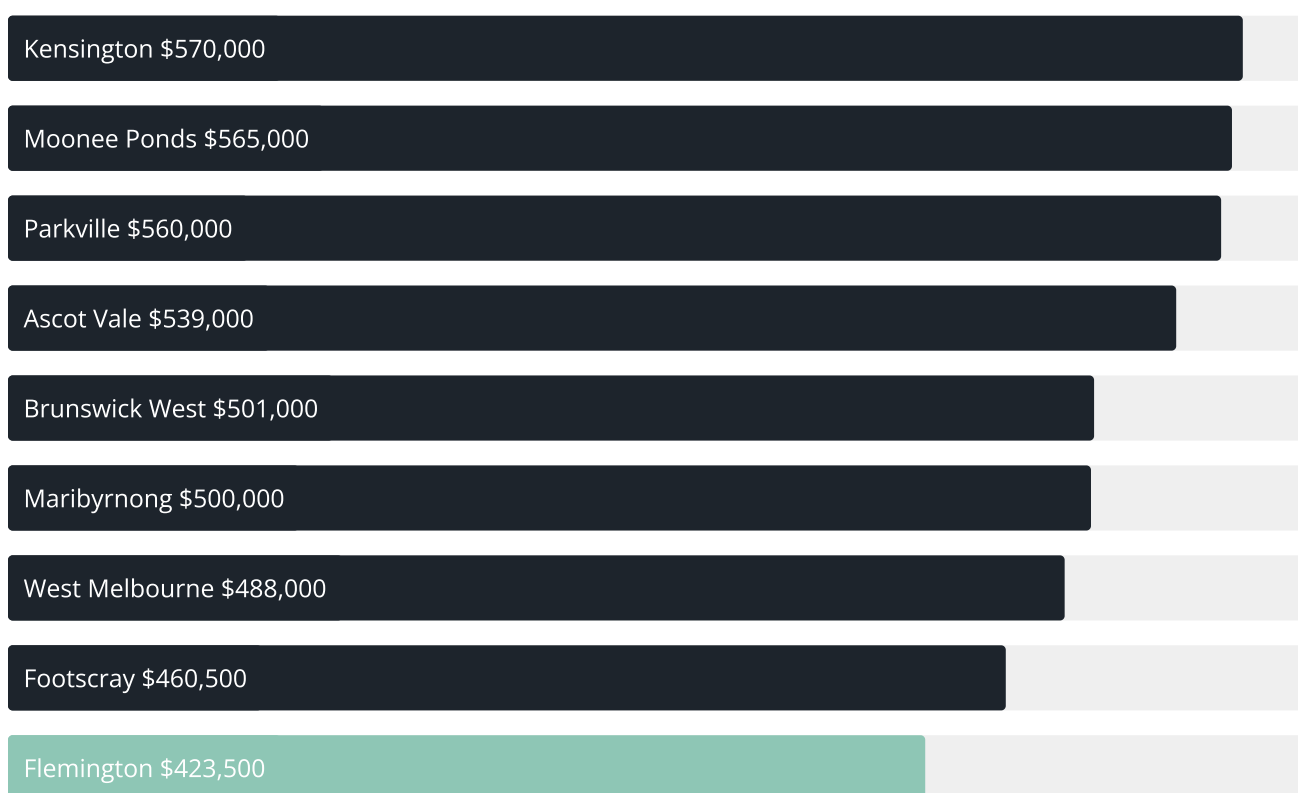 Kensington $570,000
Moonee Ponds $565,000
Parkville $560,000
Ascot Vale $539,000
Brunswick West $501,000
Maribyrnong $500,000
West Melbourne $488,000
Footscray $460,500
Flemington $423,500